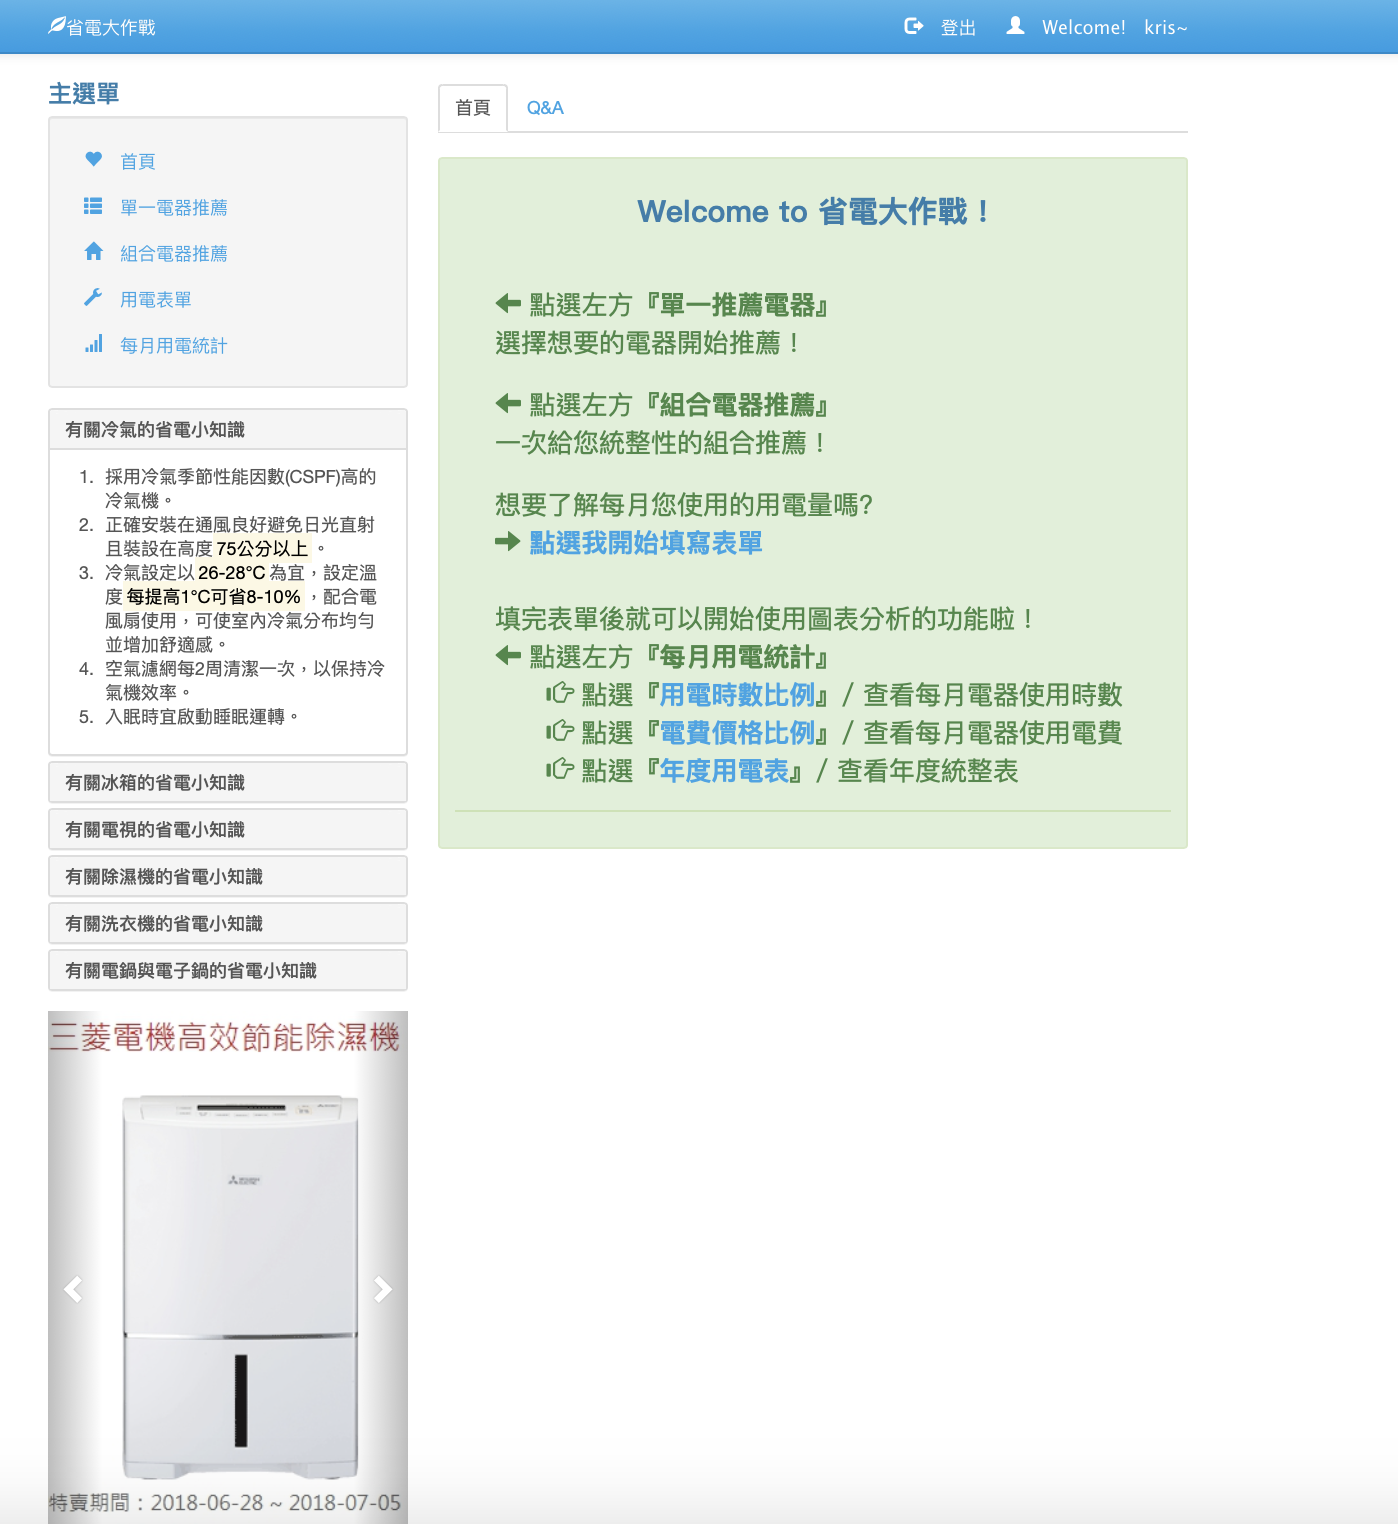 省電大作戰
登出
Welcome! kris~
主選單
首頁
單一電器推薦
組合電器推薦
用電表單
每月用電統計
有關冷氣的省電小知識
1. 採用冷氣季節性能因數(CSPF)高的
冷氣機。
2. 正確安裝在通風良好避免日光直射
且裝設在高度 75公分以上 。
3. 冷氣設定以 26-28°C 為宜，設定溫
度 每提高1°C可省8-10% ，配合電
風扇使用，可使室內冷氣分布均勻
並增加舒適感。
4. 空氣濾網每2周清潔一次，以保持冷
氣機效率。
5. 入眠時宜啟動睡眠運轉。
有關冰箱的省電小知識
有關電視的省電小知識
有關除濕機的省電小知識
有關洗衣機的省電小知識
有關電鍋與電子鍋的省電小知識
三菱電機高效節能除濕機
特賣期間：2018-06-28 ~ 2018-07-05
首頁
Q&A
Welcome to 省電大作戰！
點選左方『單一推薦電器』
選擇想要的電器開始推薦！
點選左方『組合電器推薦』
一次給您統整性的組合推薦！
想要了解每月您使用的用電量嗎?
點選我開始填寫表單
填完表單後就可以開始使用圖表分析的功能啦！
點選左方『每月用電統計』
點選『用電時數比例』/ 查看每月電器使用時數
點選『電費價格比例』/ 查看每月電器使用電費
點選『年度用電表』/ 查看年度統整表